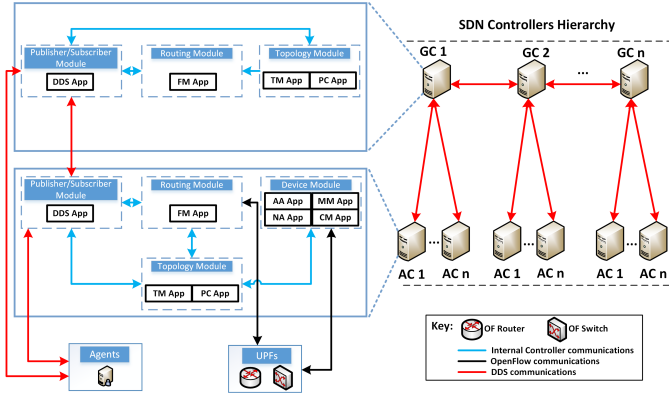 SDN Controllers Hierarchy
Publisher/Subscriber
Module
DDS App
Routing Module
FM App
Topology Module
TM App
PC App
GC 1
GC 2
...
GC n
Publisher/Subscriber
Module
DDS App
Routing Module
FM App
Device Module
AA App
MM App
NA App
CM App
Topology Module
TM App
PC App
...
...
...
AC 1
AC n
AC 1
AC n
AC 1
AC n
Agents
UPFs
Key:
OF Router
OF Switch
Internal Controller communications
OpenFlow communications
DDS communications